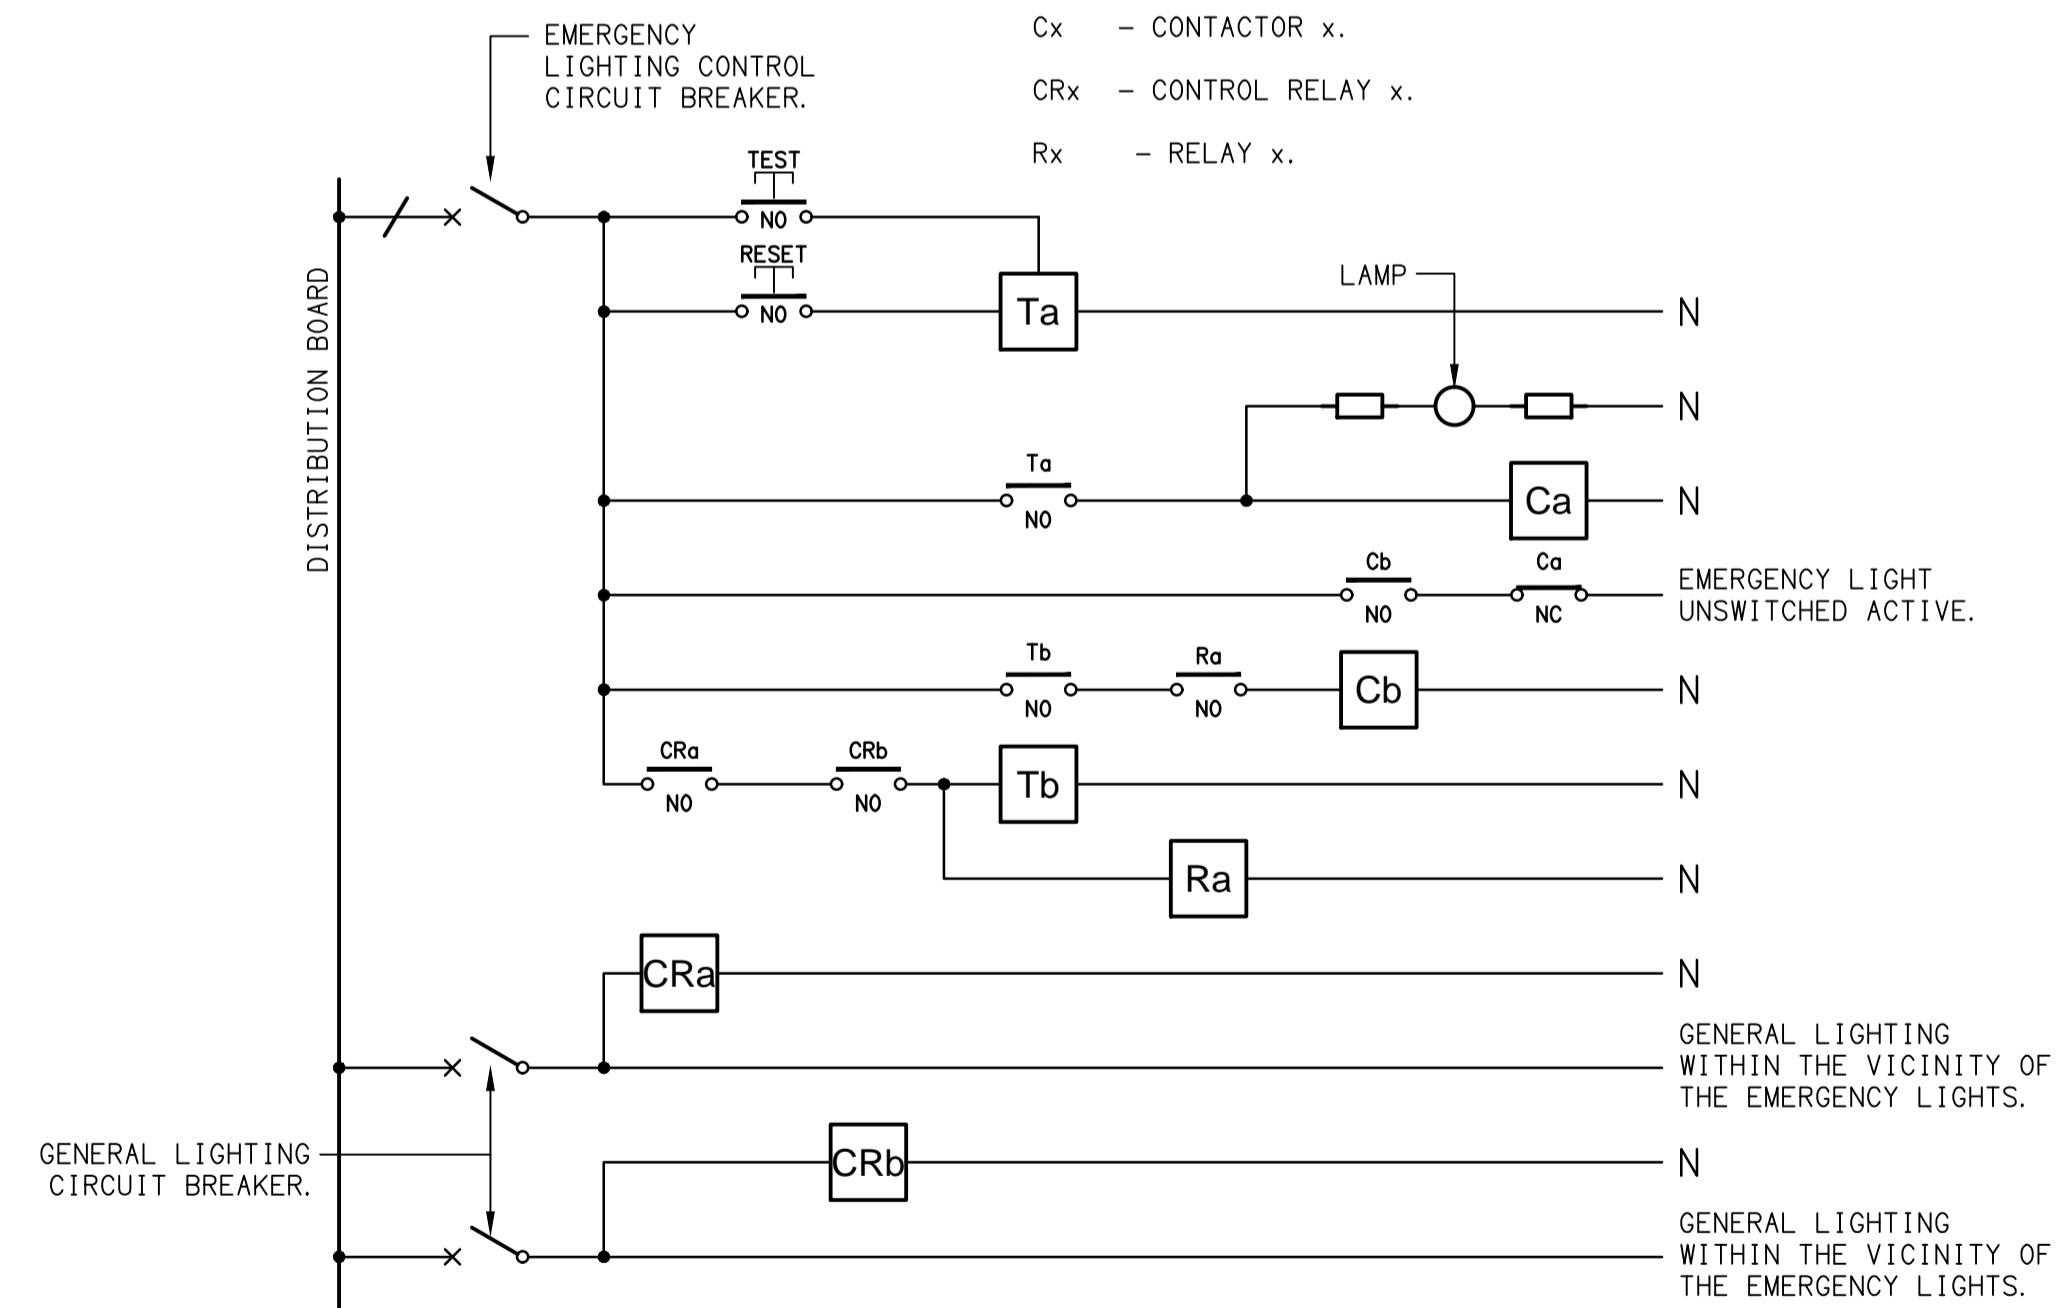 EMERGENCY
LIGHTING CONTROL
CIRCUIT BREAKER.
Cx – CONTACTOR x.
CRx – CONTROL RELAY x.
Rx – RELAY x.
TEST
NO
RESET
NO
Ta
N
LAMP
N
DISTRIBUTION BOARD
Ta
NO
Ca
N
Cb
NO
Ca
NC
EMERGENCY LIGHT
UNSWITCHED ACTIVE.
Tb
NO
Ra
NO
Cb
N
CRa
NO
CRb
NO
Tb
N
Ra
N
CRa
N
GENERAL LIGHTING
WITHIN THE VICINITY OF
THE EMERGENCY LIGHTS.
GENERAL LIGHTING
CIRCUIT BREAKER.
CRb
N
GENERAL LIGHTING
WITHIN THE VICINITY OF
THE EMERGENCY LIGHTS.